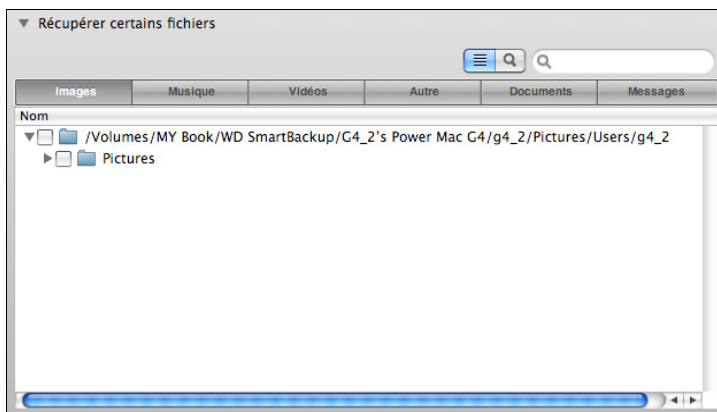 Récupérer certains fichiers
Images Musique Vidéos Autre Documents Messages
Nom
/Volumes/MY Book/WD SmartBackup/G4_2's Power Mac G4/g4_2/Pictures/Users/g4_2
Pictures